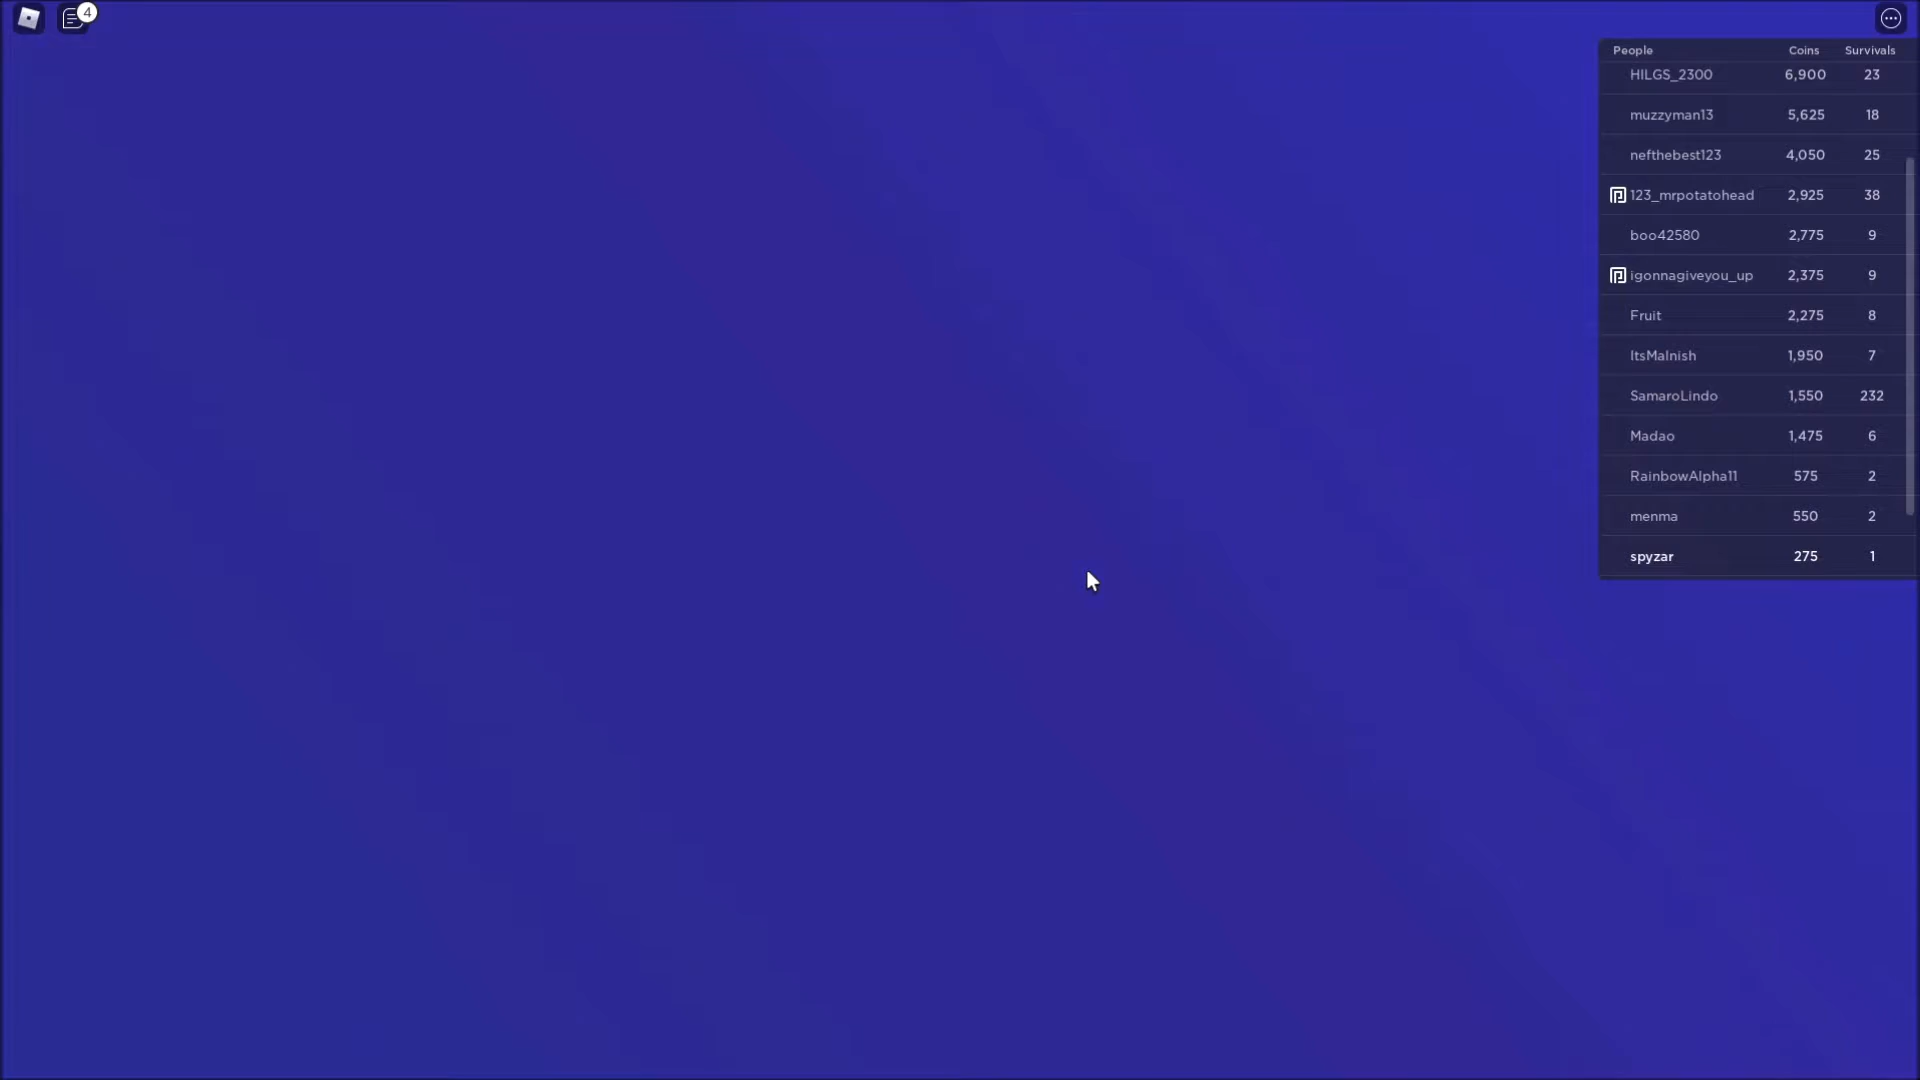 4
People Coins Survivals
HILGS_2300 6,900 23
muzzyman13 5,625 18
nefthebest123 4,050 25
123_mrpotatohead 2,925 38
boo42580 2,775 9
igonnagiveyou_up 2,375 9
Fruit 2,275 8
ItsMalnish 1,950 7
SamaroLindo 1,550 232
Madao 1,475 6
RainbowAlpha11 575 2
menma 550 2
spyzar 275 1